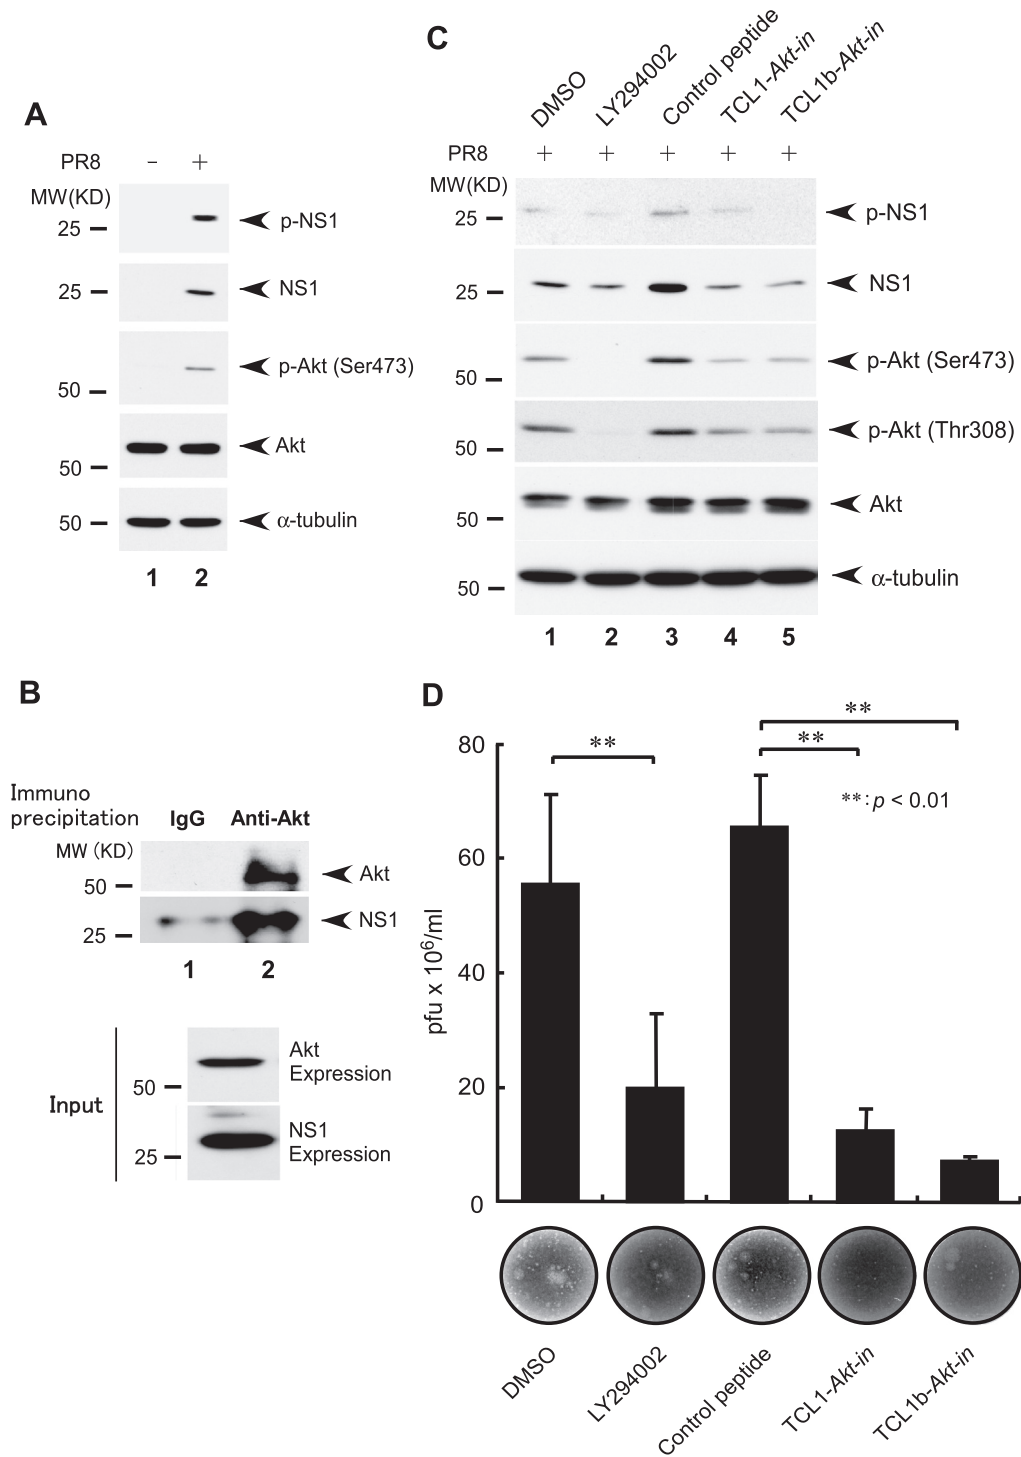 A
PR8 - +
MW(KD)
25 p-NS1
25 NS1
p-Akt (Ser473)
50
Akt
50
50 α-tubulin
1 2
B
Immuno
precipitation IgG Anti-Akt
MW (KD)
50 Akt
25 NS1
1 2
Input
Akt
Expression
50
NS1
Expression
25
C
DMSO LY294002 Control peptide TCL1-Akt-in TCL1b-Akt-in
PR8 + + + + +
MW(KD)
25 p-NS1
25 NS1
p-Akt (Ser473)
50
p-Akt (Thr308)
50
Akt
50
α-tubulin
50
1 2 3 4 5
D
**
**
**
**: p < 0.01
80
60
40
20
0
pfu x 10⁶/ml
DMSO LY294002 Control peptide TCL1-Akt-in TCL1b-Akt-in